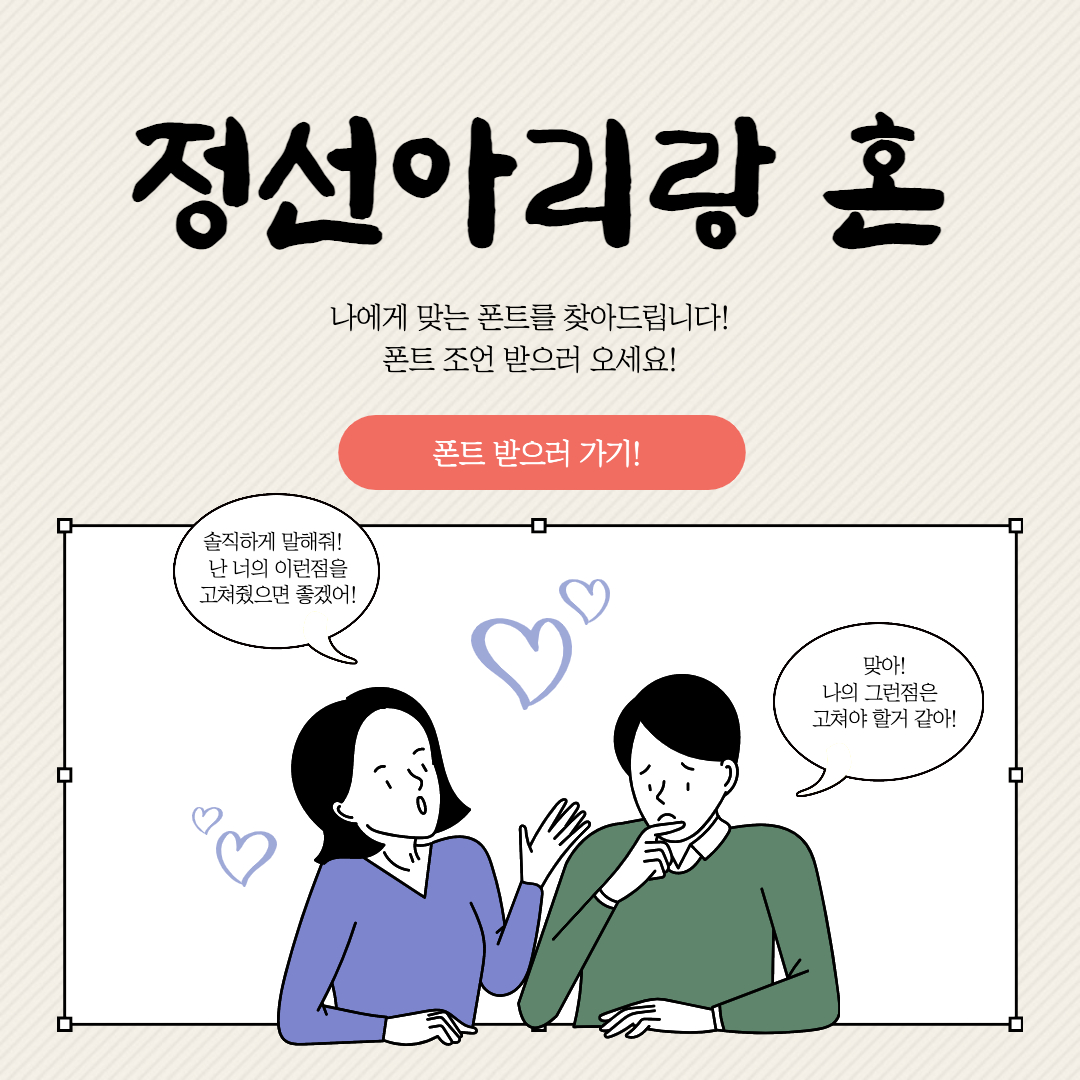 정선아리랑 혼
나에게 맞는 폰트를 찾아드립니다!
폰트 조언 받으러 오세요!
폰트 받으러 가기!
솔직하게 말해줘!
난 너의 이런점을
고쳐줬으면 좋겠어!
맞아!
나의 그런점은
고쳐야 할거 같아!